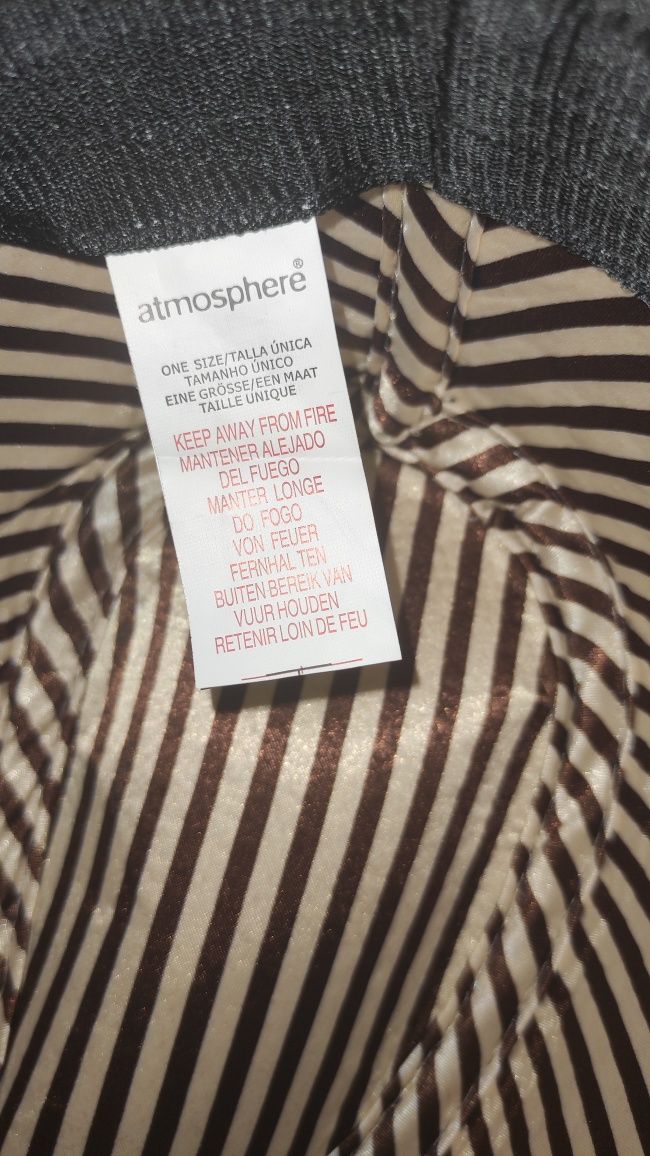 atmosphere®
ONE SIZE/TALLA ÚNICA
TAMANHO ÚNICO
EINE GRÖSSE/EEN MAAT
TAILLE UNIQUE
KEEP AWAY FROM FIRE
MANTENER ALEJADO
DEL FUEGO
MANTER LONGE
DO FOGO
VON FEUER
FERNHALTEN
BUITEN BEREIK VAN
VUUR HOUDEN
RETENIR LOIN DE FEU